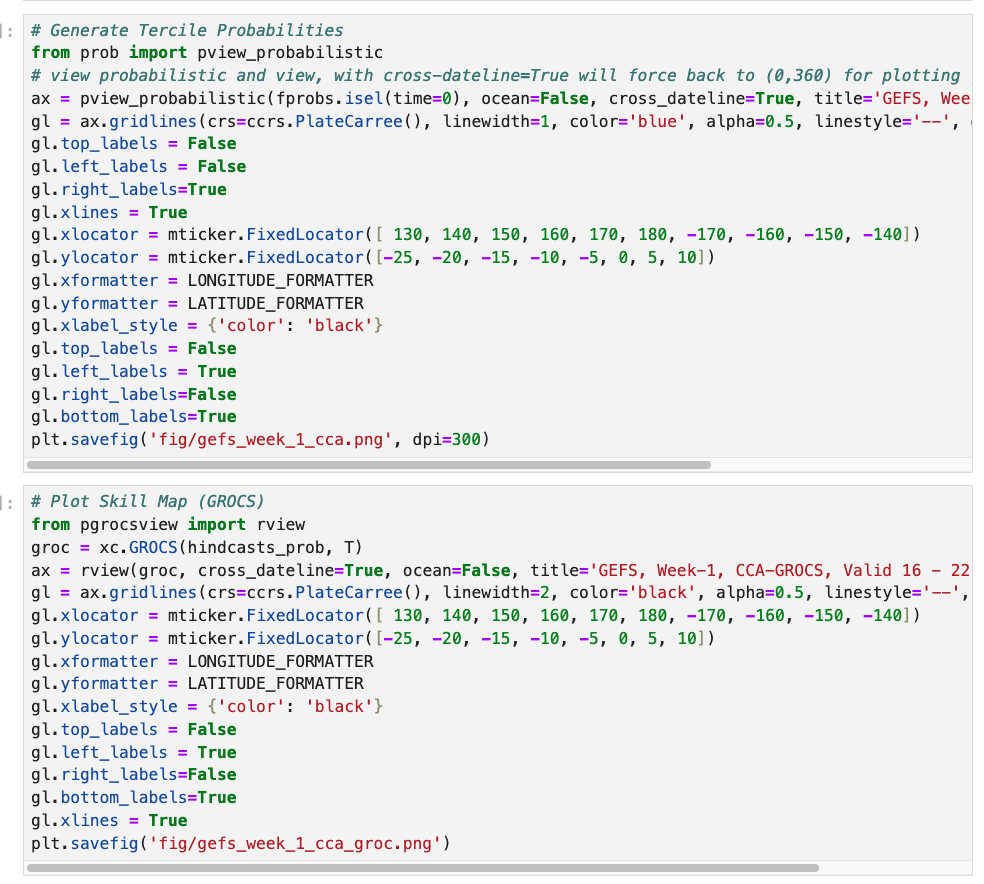 ]:
# Generate Tercile Probabilities
from prob import pview_probabilistic
# view probabilistic and view, with cross-dateline=True will force back to (0,360) for plotting
ax = pview_probabilistic(fprobs.isel(time=0), ocean=False, cross_dateline=True, title='GEFS, Wee
gl = ax.gridlines(crs=ccrs.PlateCarree(), linewidth=1, color='blue', alpha=0.5, linestyle='--',
gl.top_labels = False
gl.left_labels = False
gl.right_labels=True
gl.xlines = True
gl.xlocator = mticker.FixedLocator([ 130, 140, 150, 160, 170, 180, -170, -160, -150, -140])
gl.ylocator = mticker.FixedLocator([-25, -20, -15, -10, -5, 0, 5, 10])
gl.xformatter = LONGITUDE_FORMATTER
gl.yformatter = LATITUDE_FORMATTER
gl.xlabel_style = {'color': 'black'}
gl.top_labels = False
gl.left_labels = True
gl.right_labels=False
gl.bottom_labels=True
plt.savefig('fig/gefs_week_1_cca.png', dpi=300)
]:
# Plot Skill Map (GROCS)
from pgrocsview import rview
groc = xc.GROCS(hindcasts_prob, T)
ax = rview(groc, cross_dateline=True, ocean=False, title='GEFS, Week-1, CCA-GROCS, Valid 16 - 22
gl = ax.gridlines(crs=ccrs.PlateCarree(), linewidth=2, color='black', alpha=0.5, linestyle='--',
gl.xlocator = mticker.FixedLocator([ 130, 140, 150, 160, 170, 180, -170, -160, -150, -140])
gl.ylocator = mticker.FixedLocator([-25, -20, -15, -10, -5, 0, 5, 10])
gl.xformatter = LONGITUDE_FORMATTER
gl.yformatter = LATITUDE_FORMATTER
gl.xlabel_style = {'color': 'black'}
gl.top_labels = False
gl.left_labels = True
gl.right_labels=False
gl.bottom_labels=True
gl.xlines = True
plt.savefig('fig/gefs_week_1_cca_groc.png')